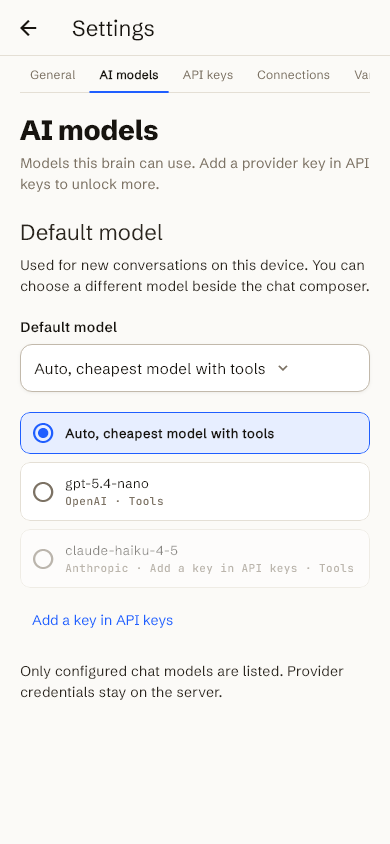 Settings
General AI models API keys Connections Va
AI models
Models this brain can use. Add a provider key in API
keys to unlock more.
Default model
Used for new conversations on this device. You can
choose a different model beside the chat composer.
Default model
Auto, cheapest model with tools
Auto, cheapest model with tools
gpt-5.4-nano
OpenAI · Tools
claude-haiku-4-5
Anthropic · Add a key in API keys · Tools
Add a key in API keys
Only configured chat models are listed. Provider
credentials stay on the server.